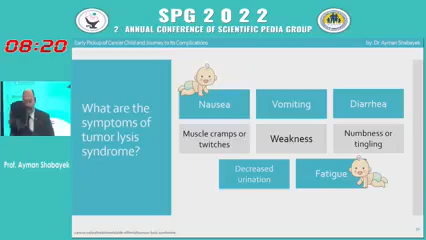 SPG 2022
2 ANNUAL CONFERENCE OF SCIENTIFIC PEDIA GROUP
08:20
Early Pickup of Cancer Child and Journey to its Complications
by: Dr. Ayman Shabayek
What are the
symptoms of
tumor lysis
syndrome?
Nausea
Vomiting
Diarrhea
Muscle cramps or
twitches
Weakness
Numbness or
tingling
Decreased
urination
Fatigue
Prof. Ayman Shabayek